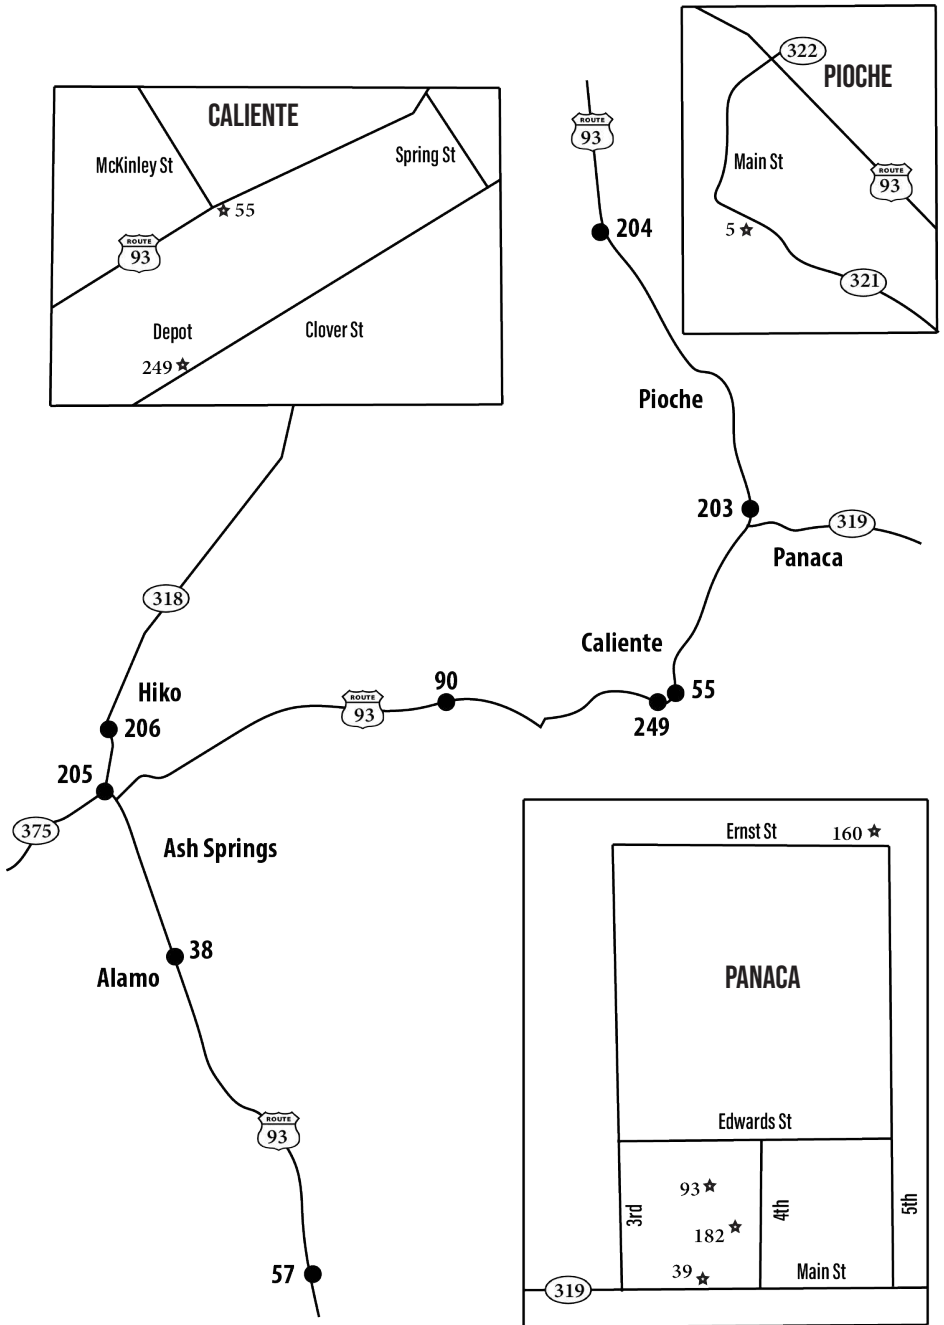 CALIENTE
McKinley St
Spring St
55
ROUTE
93
Depot
249
Clover St
322
PIOCHE
Main St
ROUTE
93
5
321
ROUTE
93
204
Pioche
203
319
Panaca
Caliente
55
249
90
ROUTE
93
318
Hiko
206
205
375
Ash Springs
38
Alamo
ROUTE
93
57
Ernst St
160
PANACA
Edwards St
93
3rd
182
4th
5th
39
Main St
319